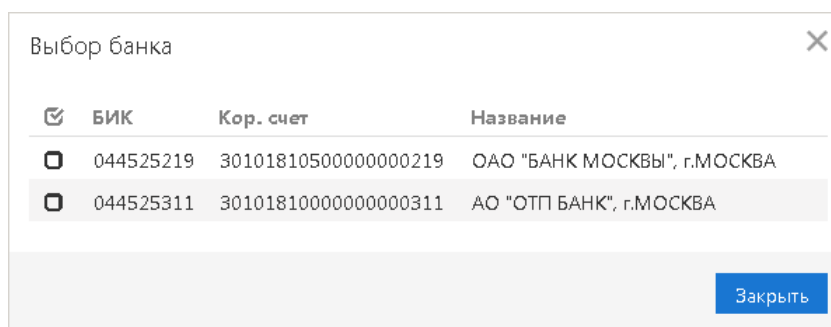 Выбор банка
БИК Кор. счет Название
044525219 30101810500000000219 ОАО "БАНК МОСКВЫ", г.МОСКВА
044525311 30101810000000000311 АО "ОТП БАНК", г.МОСКВА
Закрыть